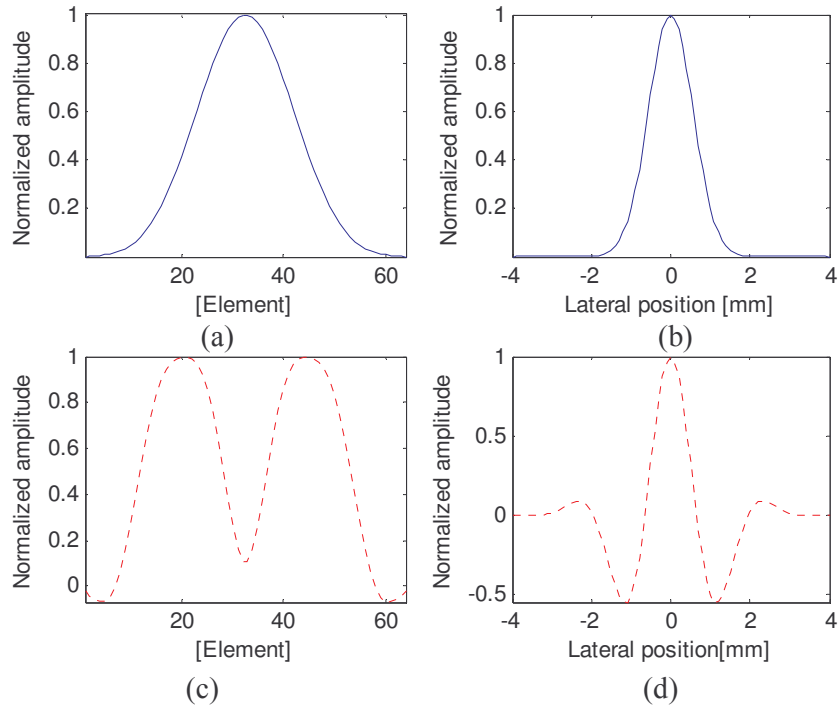 Normalized amplitude
1
0.8
0.6
0.4
0.2
20 40 60
[Element]
(a)
Normalized amplitude
1
0.8
0.6
0.4
0.2
-4 -2 0 2 4
Lateral position [mm]
(b)
Normalized amplitude
1
0.8
0.6
0.4
0.2
0
20 40 60
[Element]
(c)
Normalized amplitude
1
0.5
0
-0.5
-4 -2 0 2 4
Lateral position[mm]
(d)